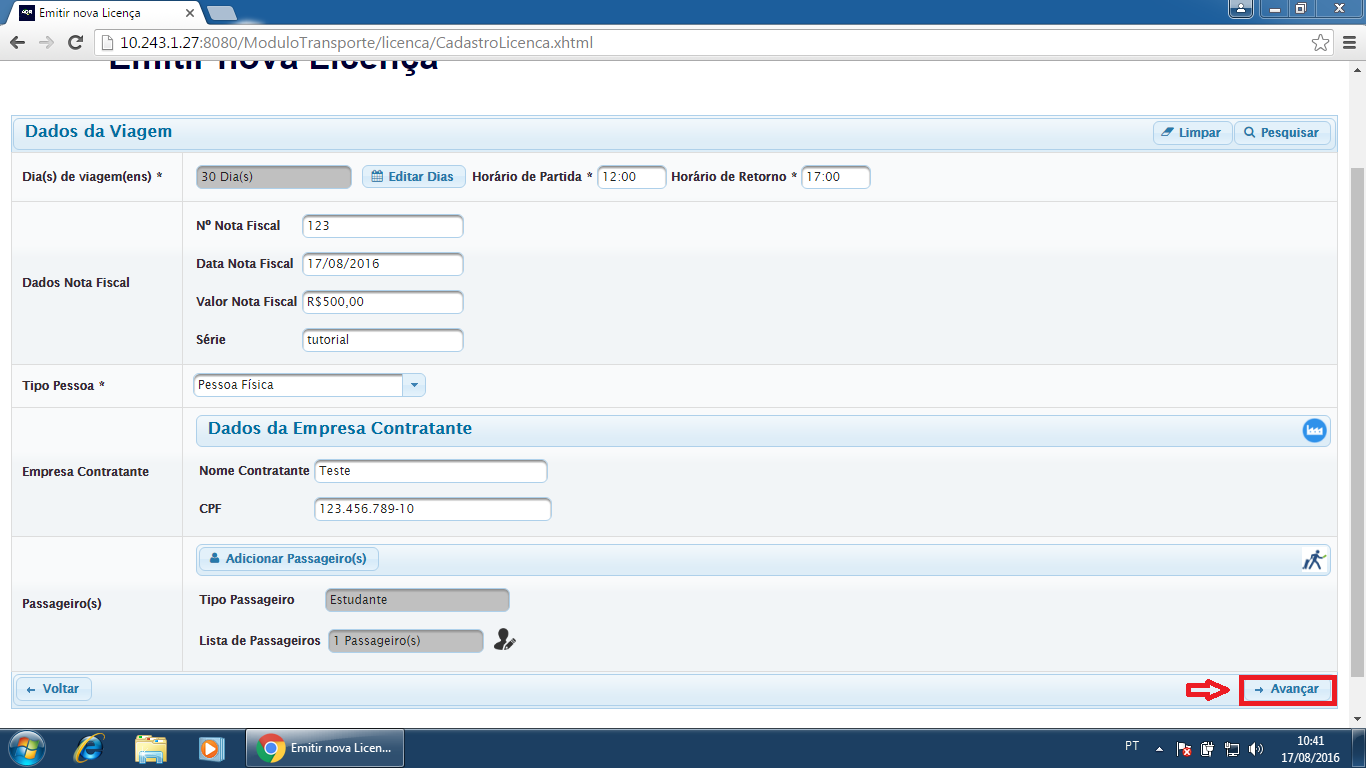 Emitir nova Licença
10.243.1.27:8080/ModuloTransporte/licenca/CadastroLicenca.xhtml
Emitir nova Licença
Dados da Viagem
Limpar
Pesquisar
Dia(s) de viagem(ens) * 30 Dia(s) Editar Dias Horário de Partida * 12:00 Horário de Retorno * 17:00
Nº Nota Fiscal 123
Data Nota Fiscal 17/08/2016
Dados Nota Fiscal
Valor Nota Fiscal R$500,00
Série tutorial
Tipo Pessoa * Pessoa Física
Dados da Empresa Contratante
Empresa Contratante
Nome Contratante Teste
CPF 123.456.789-10
Adicionar Passageiro(s)
Passageiro(s)
Tipo Passageiro Estudante
Lista de Passageiros 1 Passageiro(s)
← Voltar
→ Avançar
Emitir nova Licen...
PT
10:41
17/08/2016